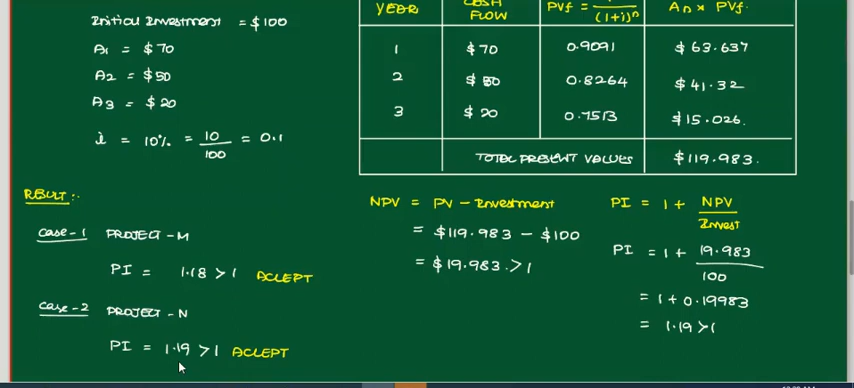 Initial Investment = $100
A1 = $70
A2 = $50
A3 = $20
i = 10% = 10/100 = 0.1
YEAR CASH FLOW PVf = 1/(1+i)^n An x PVf.
1 $70 0.9091 $63.637
2 $50 0.8264 $41.32
3 $20 0.7513 $15.026.
TOTAL PRESENT VALUES $119.983.
RESULT:-
Case-1 PROJECT-M
PI = 1.18 > 1 ACCEPT
Case-2 PROJECT-N
PI = 1.19 > 1 ACCEPT
NPV = PV - Investment
= $119.983 - $100
= $19.983 > 1
PI = 1 + NPV/Invest
PI = 1 + 19.983/100
= 1 + 0.19983
= 1.19 > 1